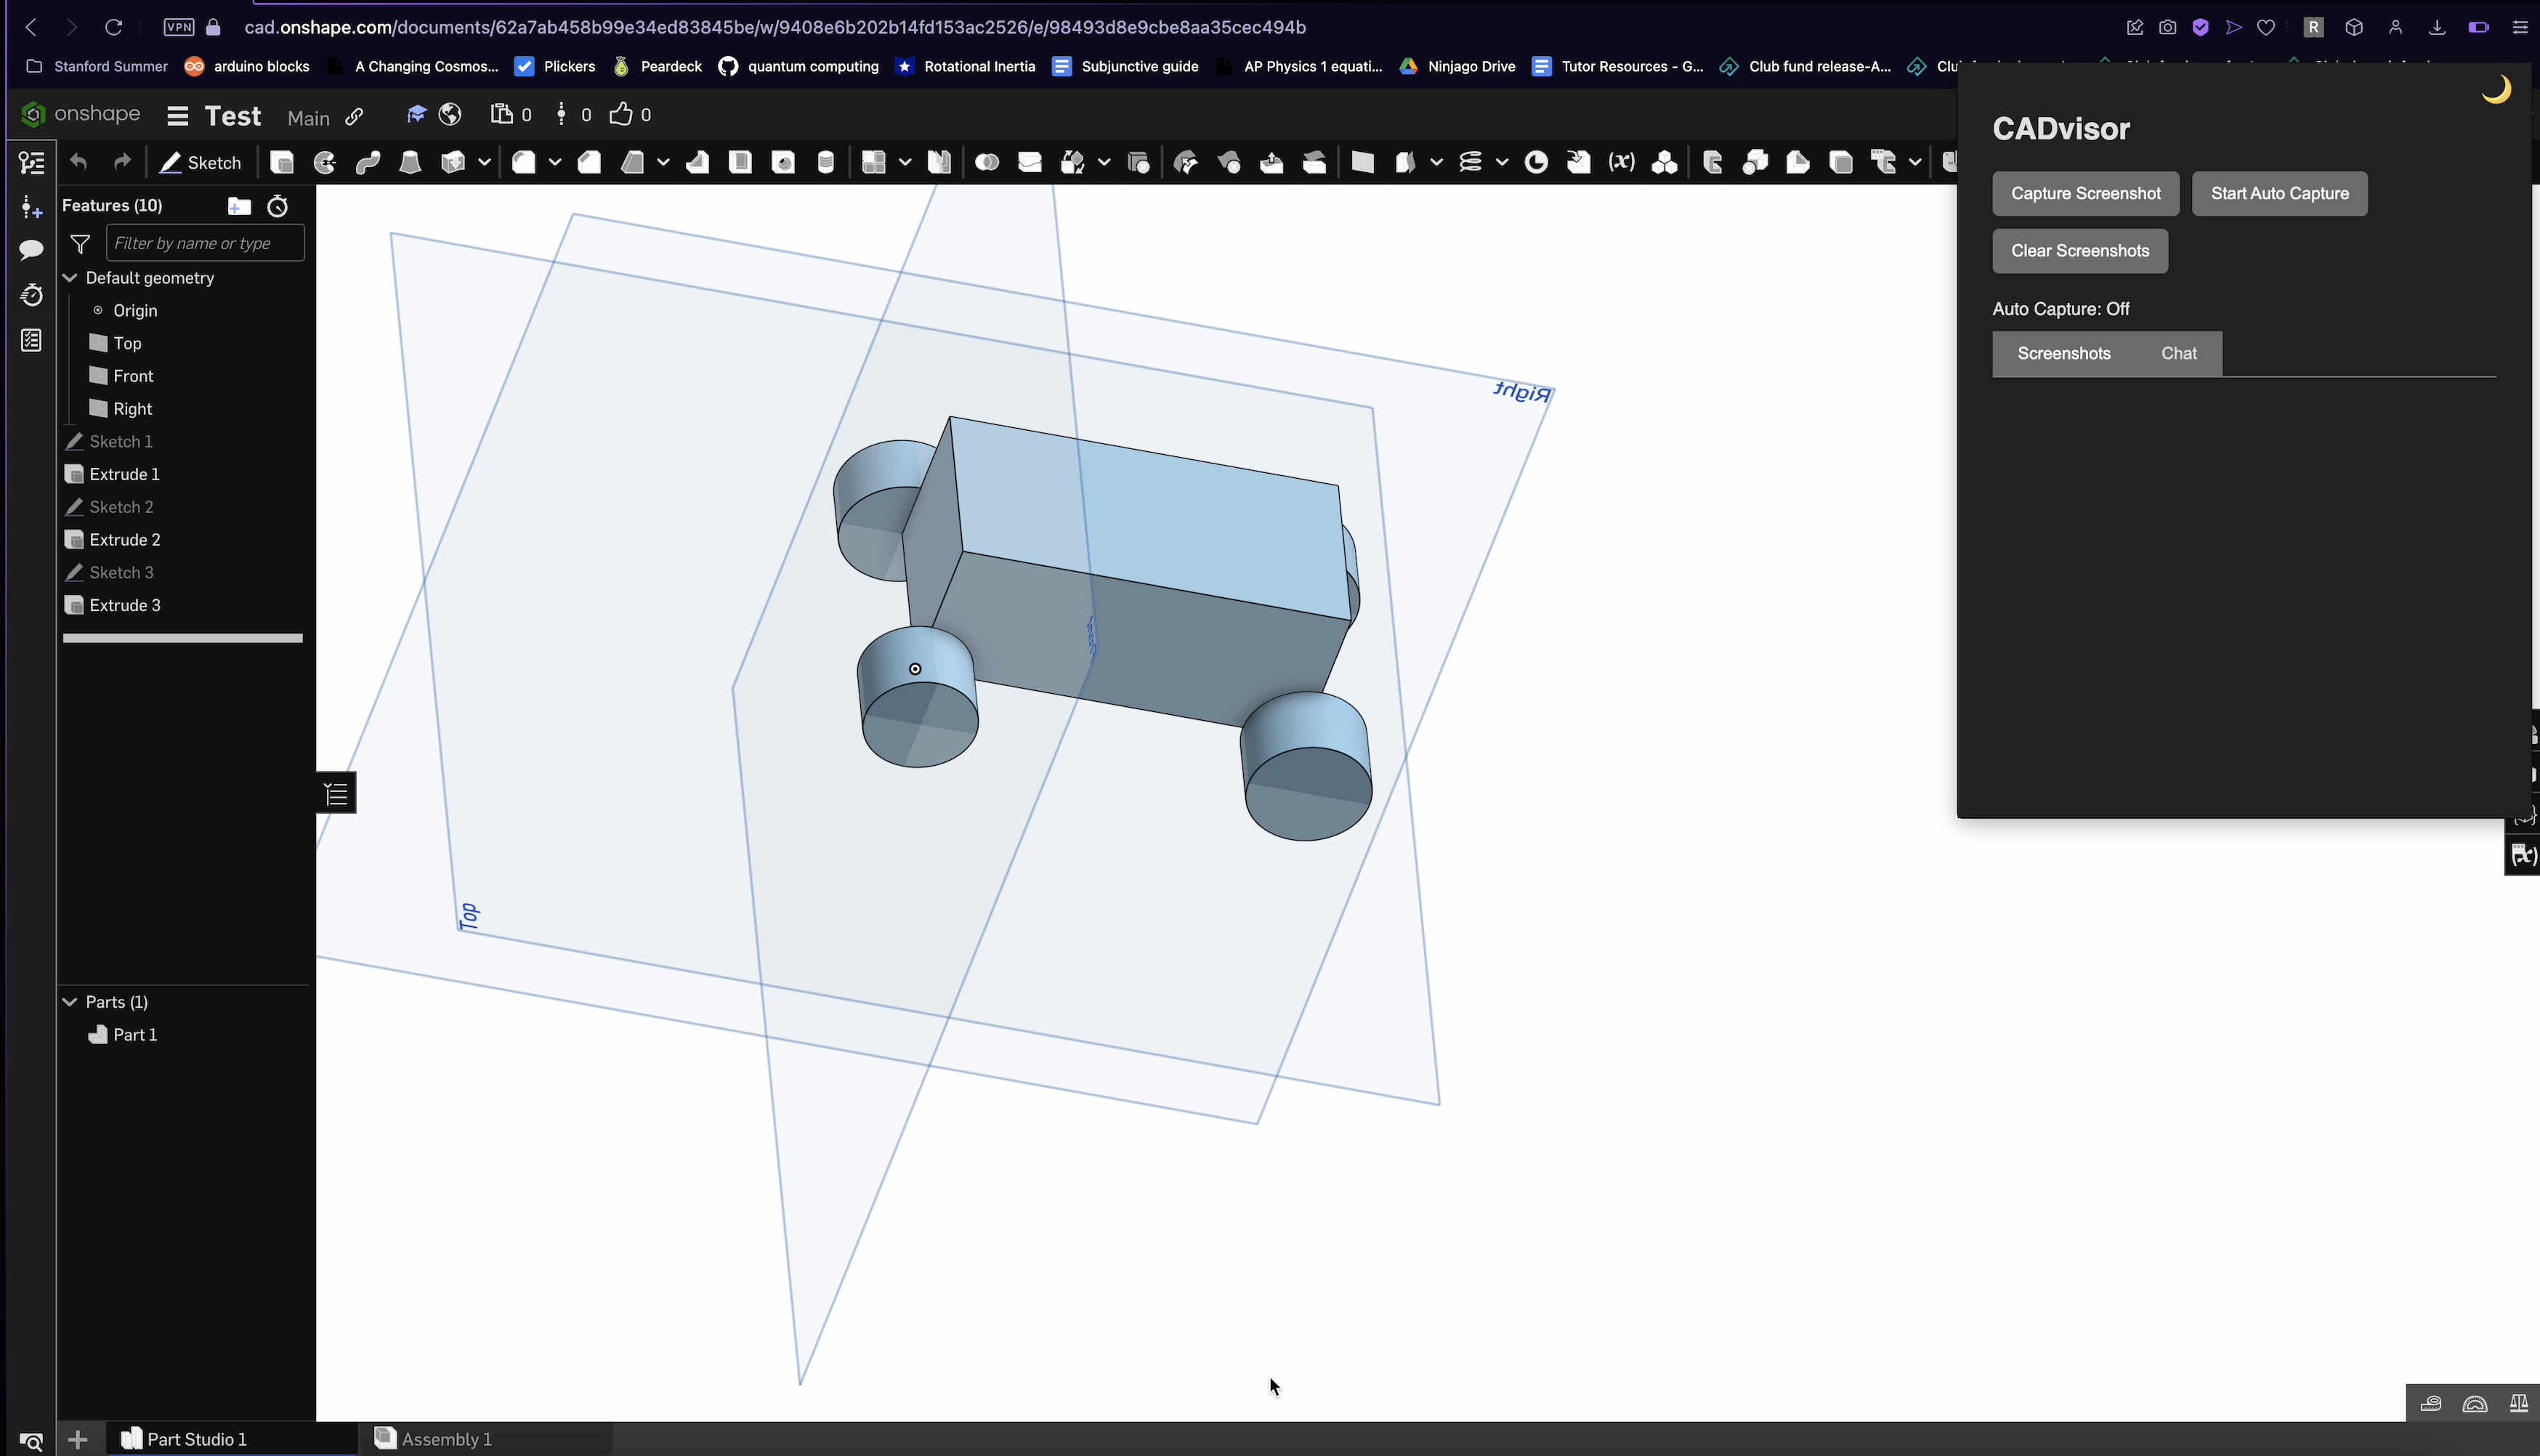 VPN cad.onshape.com/documents/62a7ab458b99e34ed83845be/w/9408e6b202b14fd153ac2526/e/98493d8e9cbe8aa35cec494b R
Stanford Summer arduino blocks A Changing Cosmos... Plickers Peardeck quantum computing Rotational Inertia Subjunctive guide AP Physics 1 equati... Ninjago Drive Tutor Resources - G... Club fund release-A...
onshape Test Main 0 0 0
Sketch (x)
Features (10)
Filter by name or type
Default geometry
Origin
Top
Front
Right
Sketch 1
Extrude 1
Sketch 2
Extrude 2
Sketch 3
Extrude 3
Parts (1)
Part 1
Right
Top
CADvisor
Capture Screenshot Start Auto Capture
Clear Screenshots
Auto Capture: Off
Screenshots Chat
(x)
Part Studio 1 Assembly 1